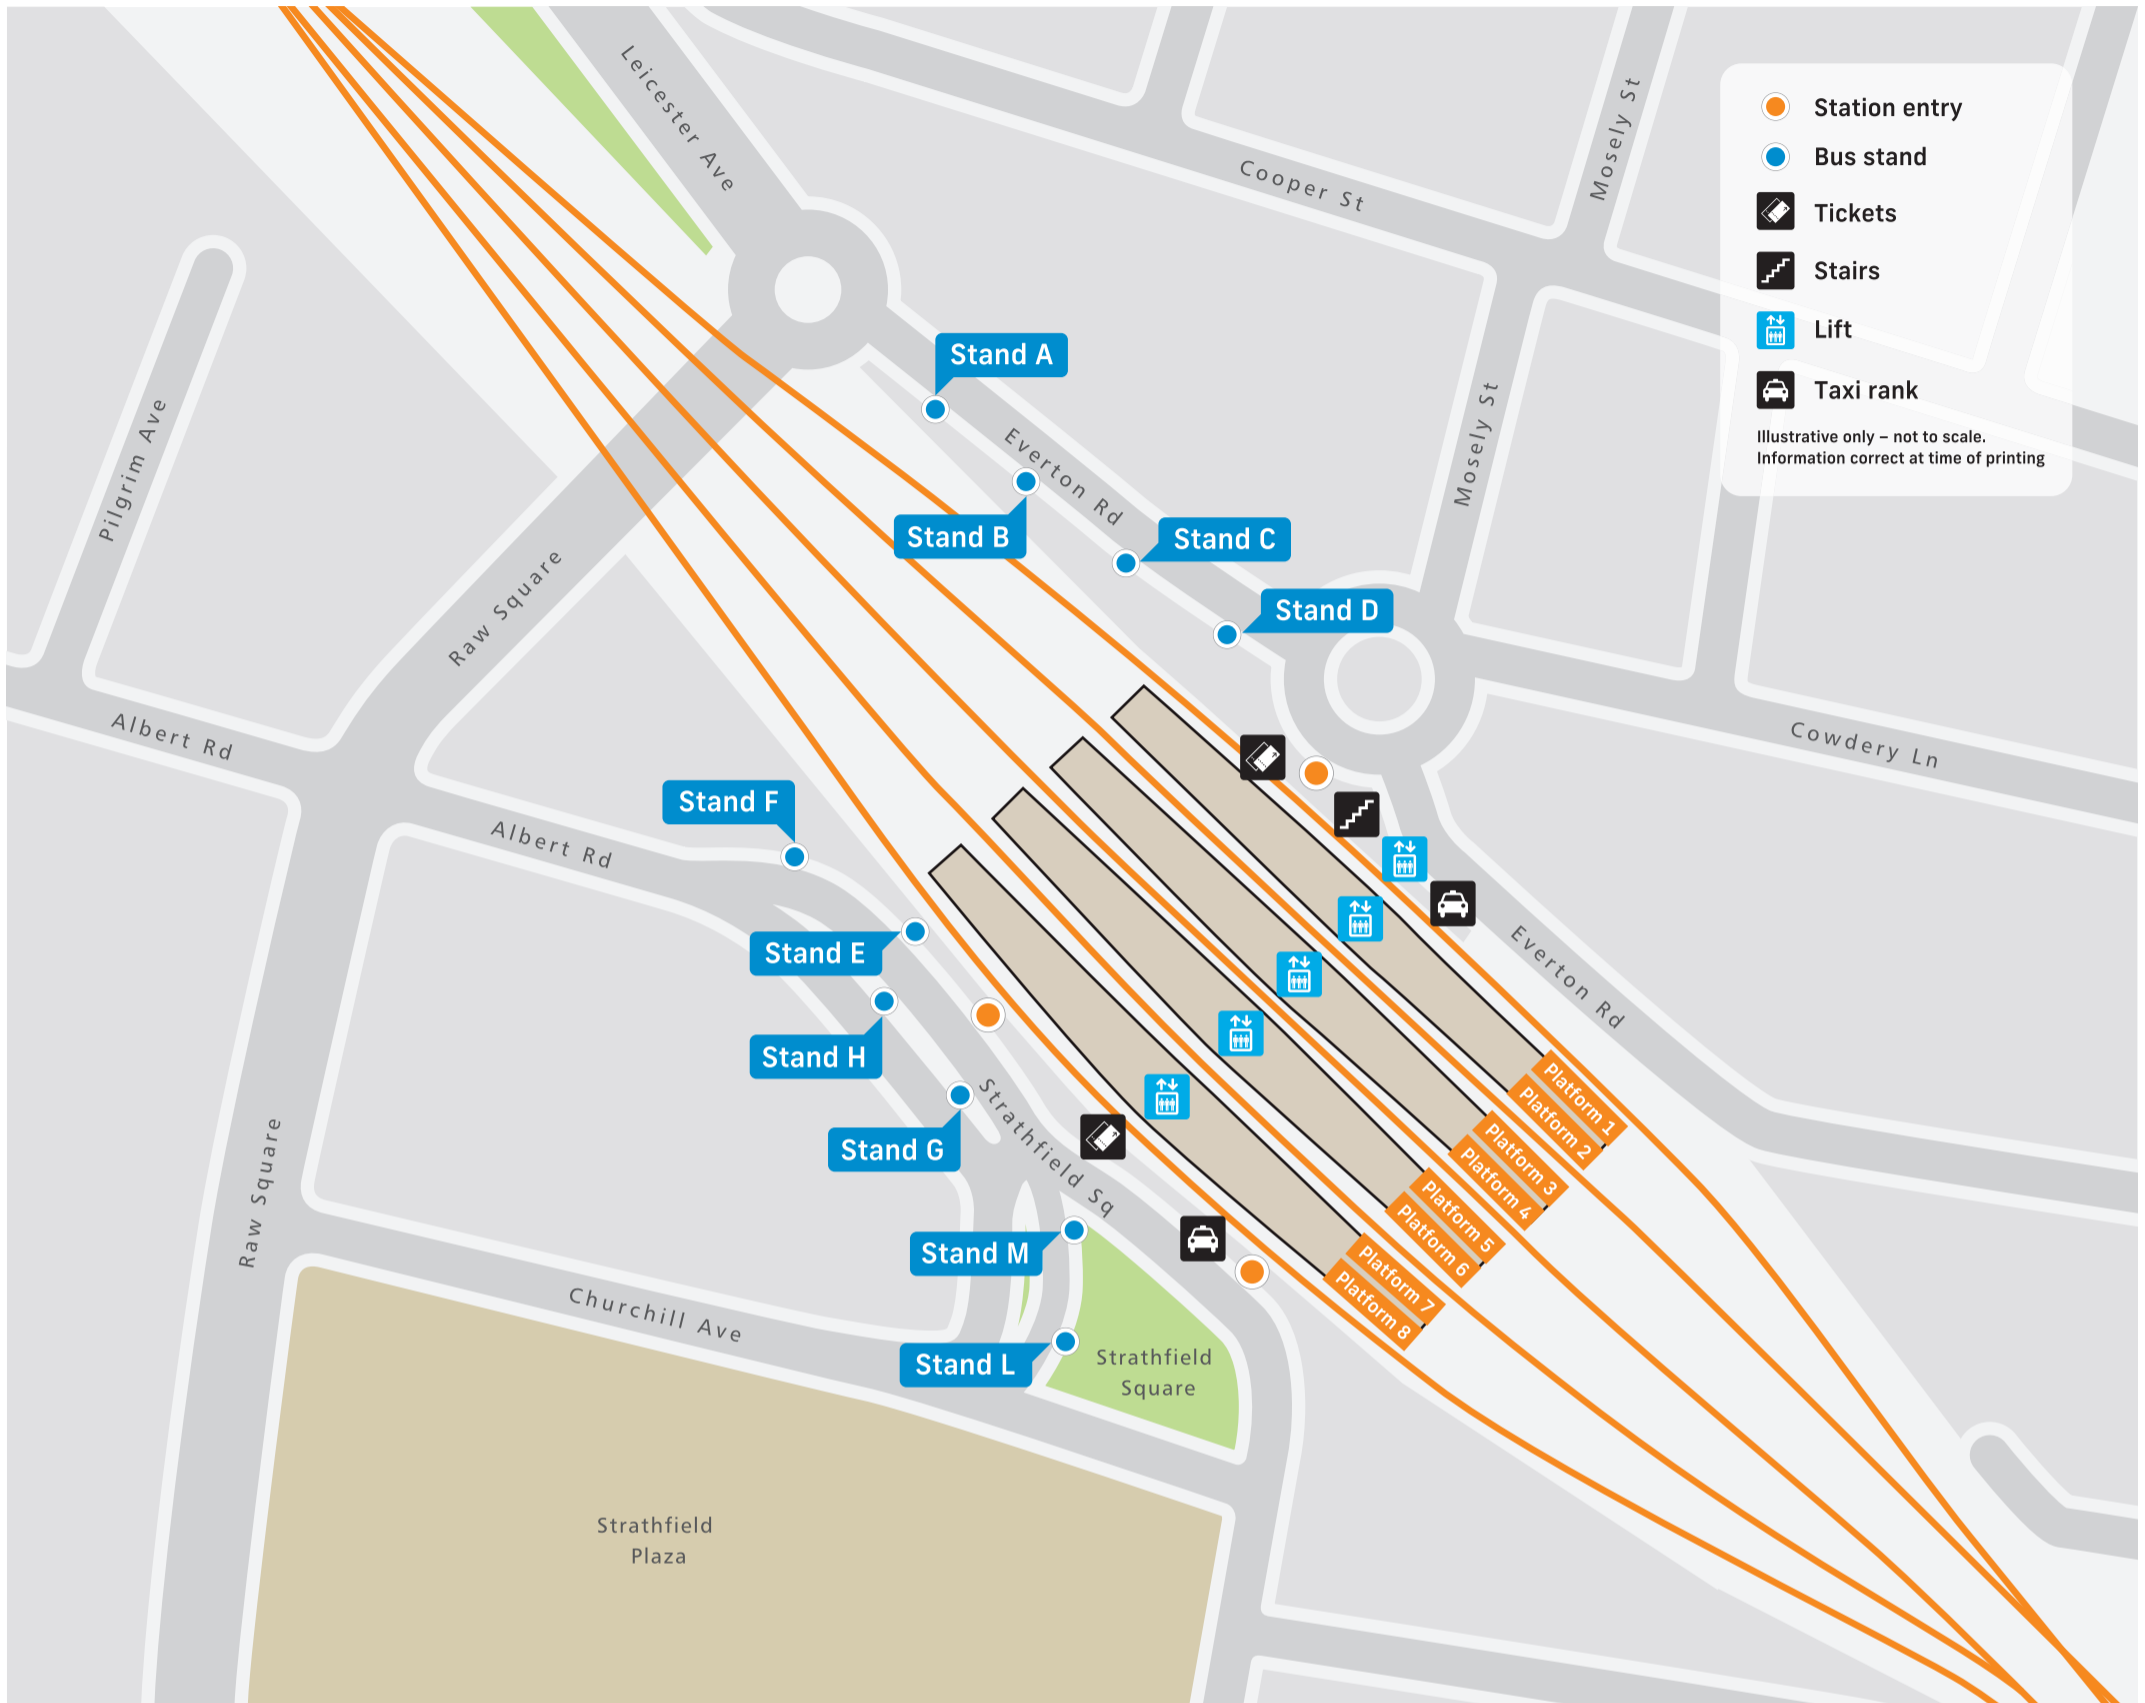 Leicester Ave
Cooper St
Mosely St
Station entry
Bus stand
Tickets
Stairs
Lift
Taxi rank
Illustrative only – not to scale.
Information correct at time of printing
Stand A
Everton Rd
Stand B
Stand C
Stand D
Mosely St
Pilgrim Ave
Raw Square
Albert Rd
Cowdery Ln
Stand F
Albert Rd
Stand E
Stand H
Stand G
Everton Rd
Strathfield Sq
Platform 1
Platform 2
Platform 3
Platform 4
Platform 5
Platform 6
Platform 7
Platform 8
Raw Square
Stand M
Churchill Ave
Stand L
Strathfield
Square
Strathfield
Plaza